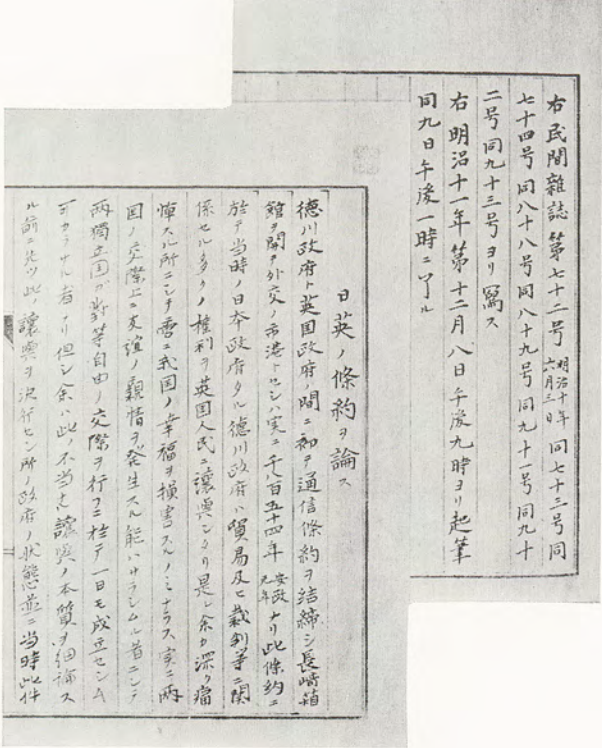 右民間雑誌第七十二号明治十年六月三日同七十三号同
七十四号同八十八号同八十九号同九十一号同九十
二号同九十三号ヨリ寫ス
右明治十一年第十二月八日午後九時ヨリ起筆
同九日午後一時ニ了ル
日英ノ條約ヲ論ス
徳川政府ト英国政府ノ間ニ初テ通信條約ヲ結締シ長崎箱
館ヲ開テ外交ノ市港トセシハ実ニ千八百五十四年安政元年ナリ此條約ニ
於テ当時ノ日本政府タル徳川政府ハ貿易及ヒ裁判等ニ関
係セル多クノ権利ヲ英国人民ニ譲與シタリ是レ余カ深ク痛
悼スル所ニシテ啻ニ我国ノ幸福ヲ損害スルノミナラス実ニ両
国ノ交際上ニ友誼ノ親情ヲ発生スル能ハサラシムル者ニシテ
両獨立国カ対等自由ノ交際ヲ行フニ於テ一日モ成立セシム
ヲカラサル者ナリ但シ余ハ此ノ不当ナ譲與ノ本質ヲ細論ス
ル前ニ先ツ此ノ譲與ヲ決行セシ所ノ政府ノ状態並ニ当時此件